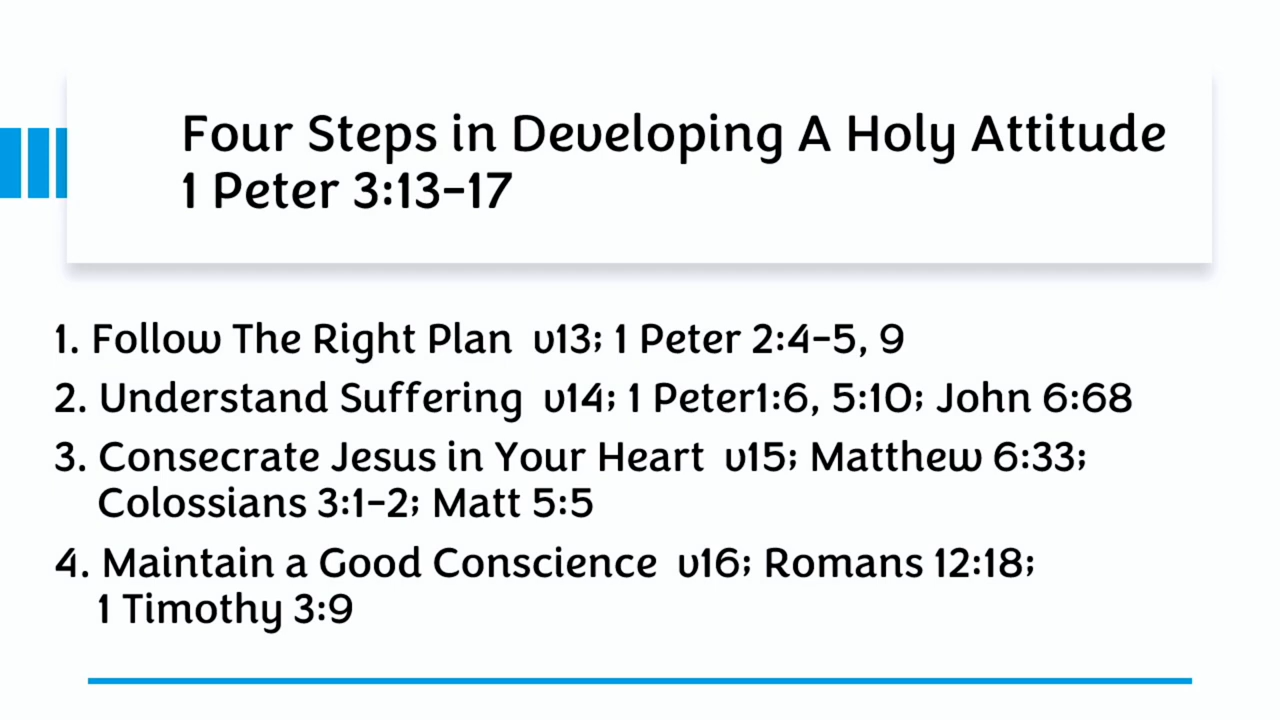 Four Steps in Developing A Holy Attitude
1 Peter 3:13-17
1. Follow The Right Plan v13; 1 Peter 2:4-5, 9
2. Understand Suffering v14; 1 Peter1:6, 5:10; John 6:68
3. Consecrate Jesus in Your Heart v15; Matthew 6:33;
Colossians 3:1-2; Matt 5:5
4. Maintain a Good Conscience v16; Romans 12:18;
1 Timothy 3:9